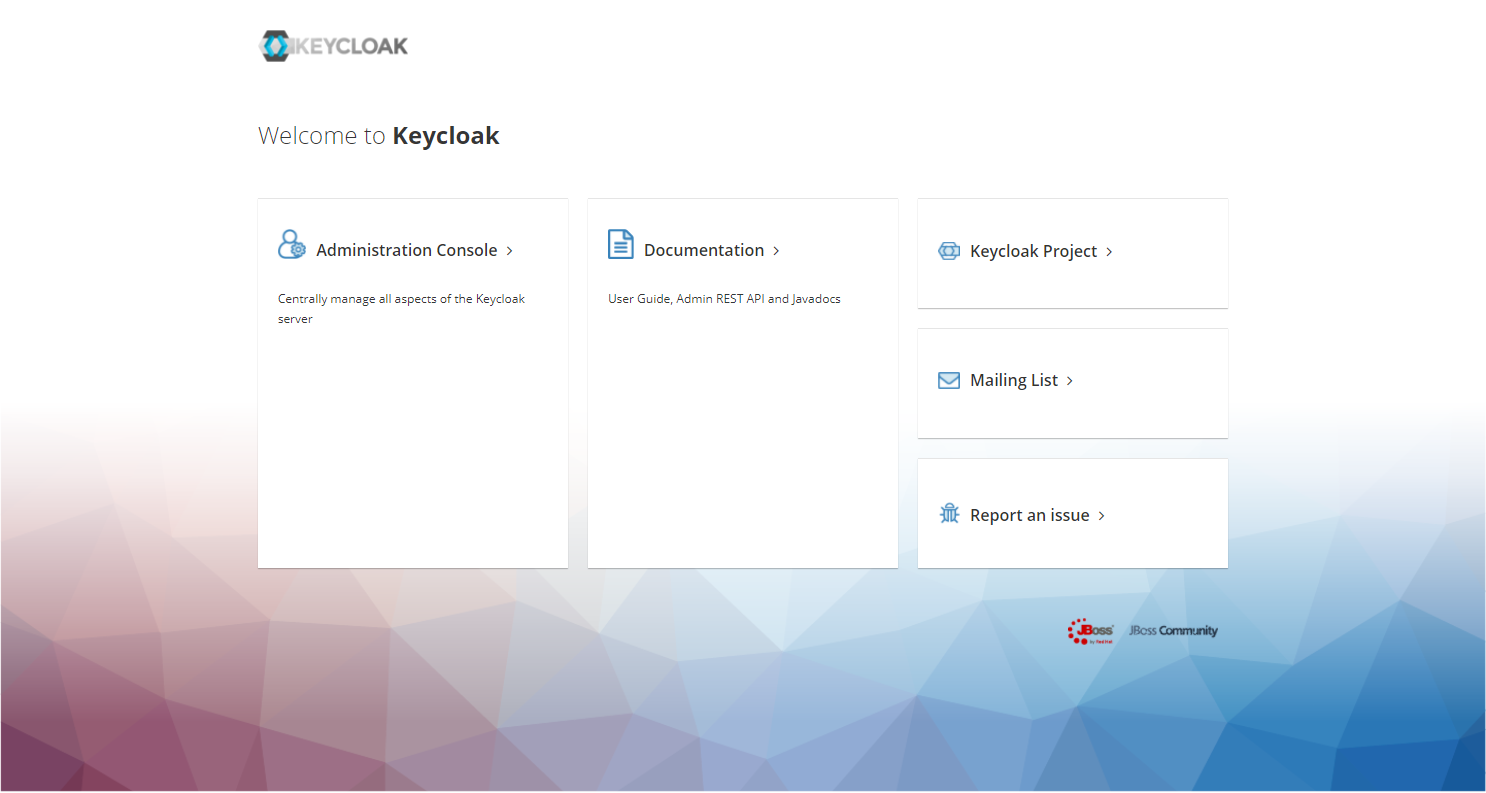 KEYCLOAK
Welcome to Keycloak
Administration Console
Centrally manage all aspects of the Keycloak
server
Documentation
User Guide, Admin REST API and Javadocs
Keycloak Project
Mailing List
Report an issue
JBoss
by Red Hat
JBoss Community